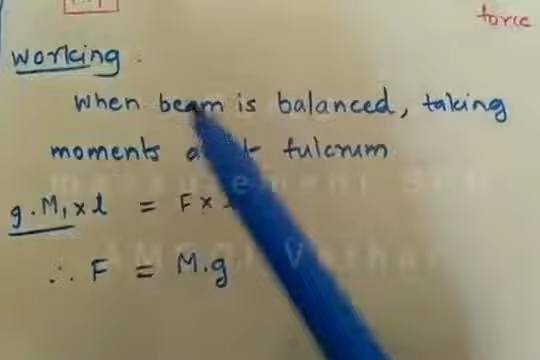 force
Working :
When beam is balanced, taking
moments fulcrum
g. M₁ x l = F x
∴ F = M.g